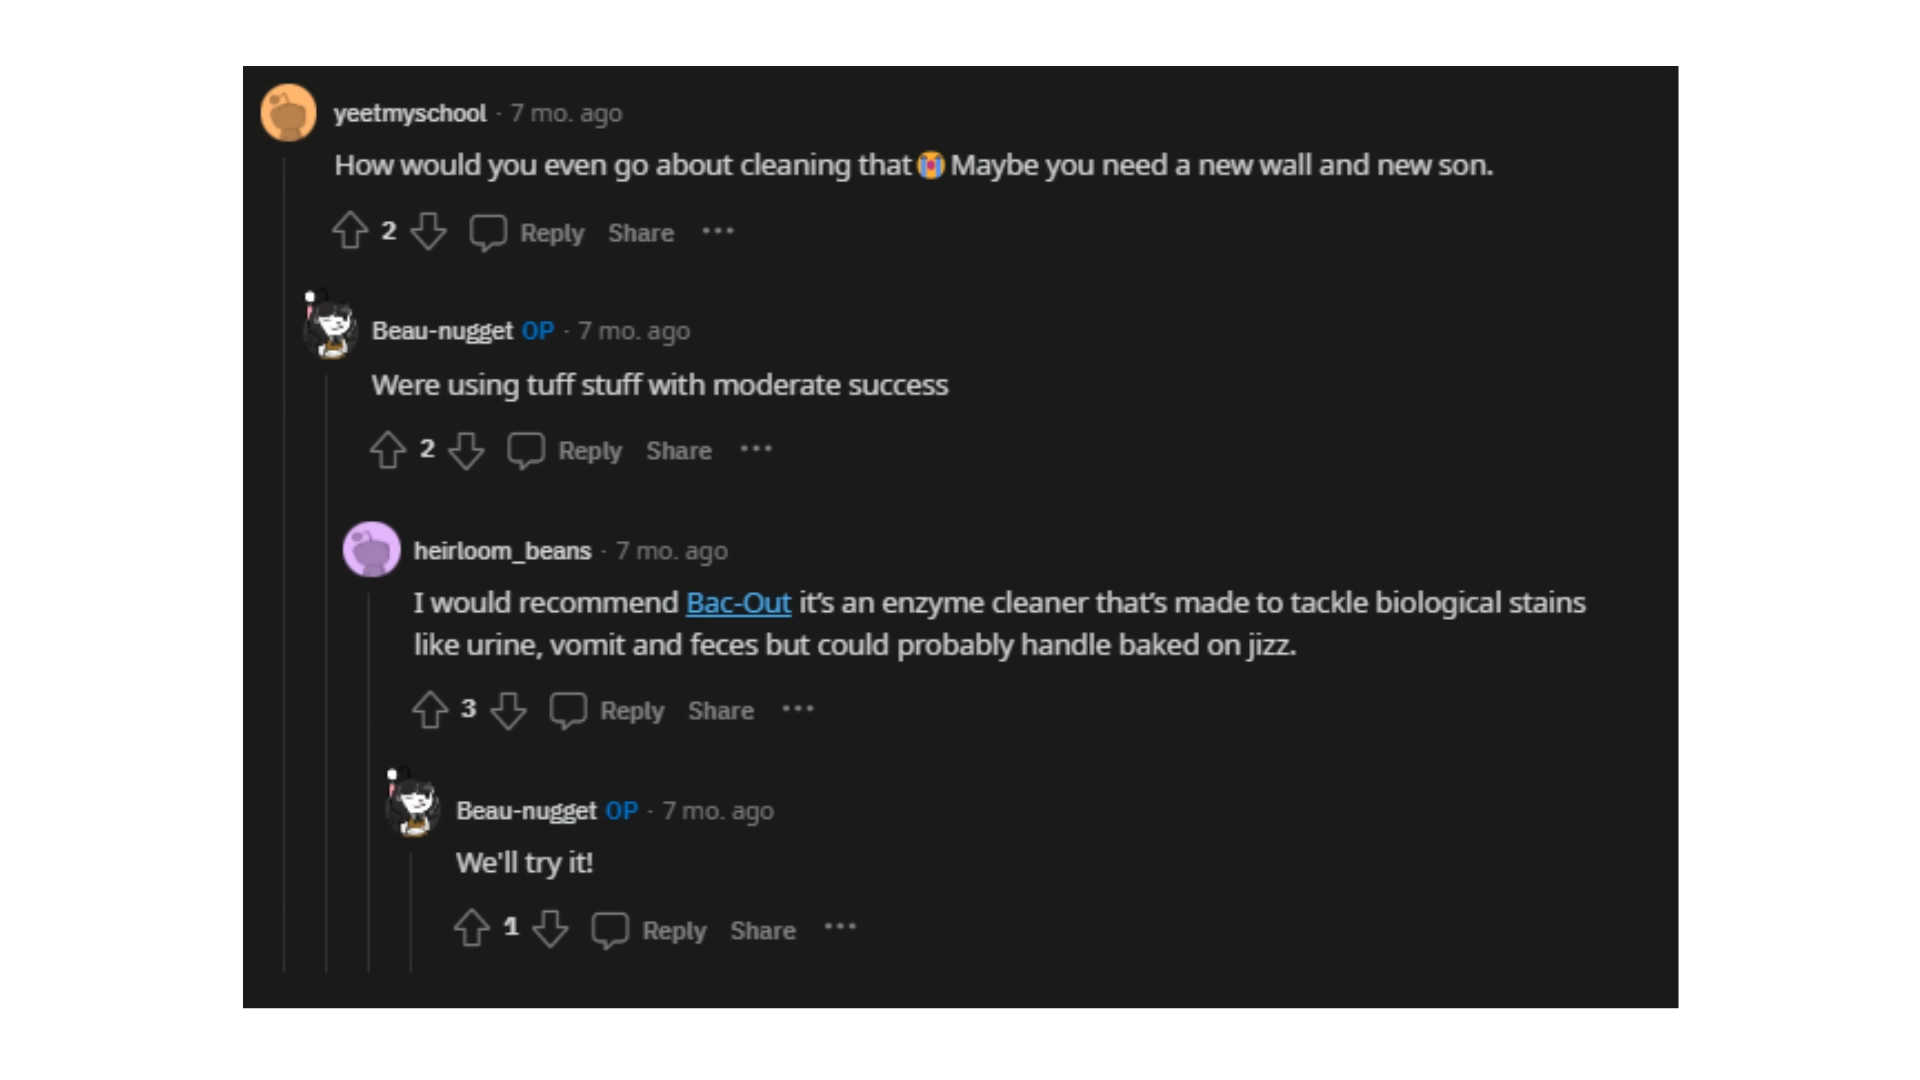 yeetmyschool · 7 mo. ago
How would you even go about cleaning that 😭 Maybe you need a new wall and new son.
2 Reply Share ···
Beau-nugget OP · 7 mo. ago
Were using tuff stuff with moderate success
2 Reply Share ···
heirloom_beans · 7 mo. ago
I would recommend Bac-Out it's an enzyme cleaner that's made to tackle biological stains
like urine, vomit and feces but could probably handle baked on jizz.
3 Reply Share ···
Beau-nugget OP · 7 mo. ago
We'll try it!
1 Reply Share ···